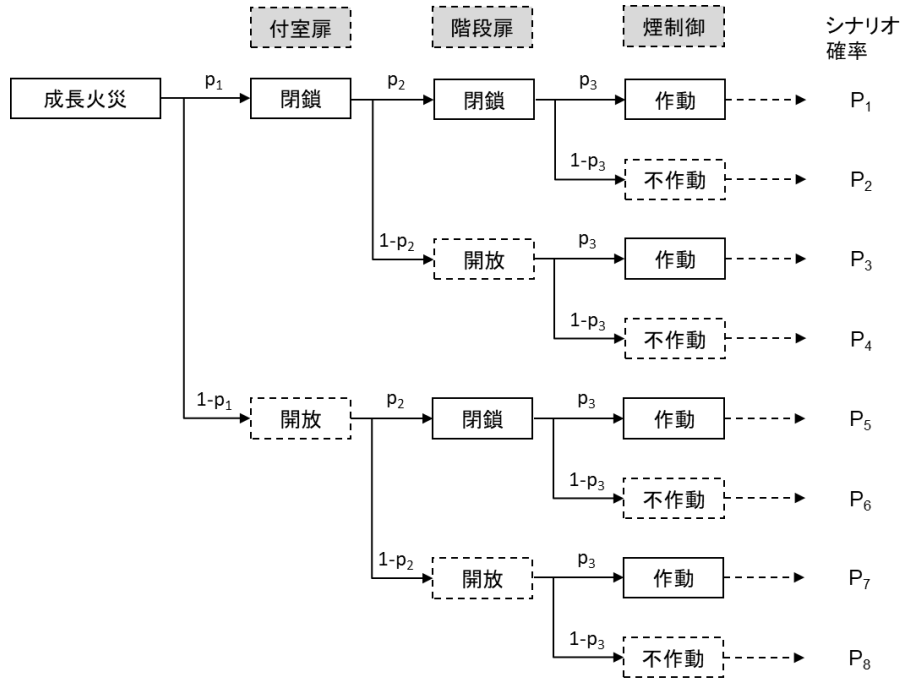 付室扉 階段扉 煙制御 シナリオ
確率
成長火災 p₁ 閉鎖 p₂ 閉鎖 p₃ 作動 P₁
1-p₃ 不作動 P₂
1-p₂ 開放 p₃ 作動 P₃
1-p₃ 不作動 P₄
1-p₁ 開放 p₂ 閉鎖 p₃ 作動 P₅
1-p₃ 不作動 P₆
1-p₂ 開放 p₃ 作動 P₇
1-p₃ 不作動 P₈